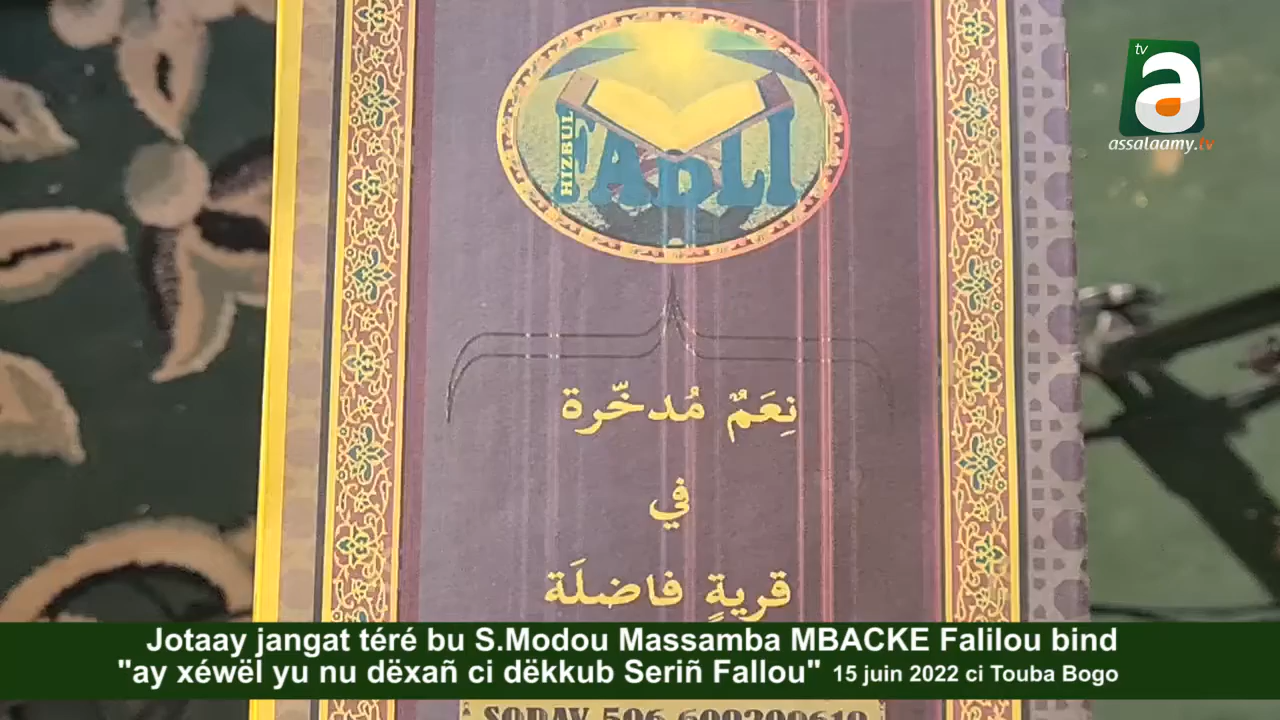 tv
a
assalaamy.tv
HIZBUL
FADLI
نِعَمٌ مُدخّرة
في
قريةٍ فاضلَة
Jotaay jangat téré bu S.Modou Massamba MBACKE Falilou bind
"ay xéwël yu nu dëxañ ci dëkkub Seriñ Fallou" 15 juin 2022 ci Touba Bogo